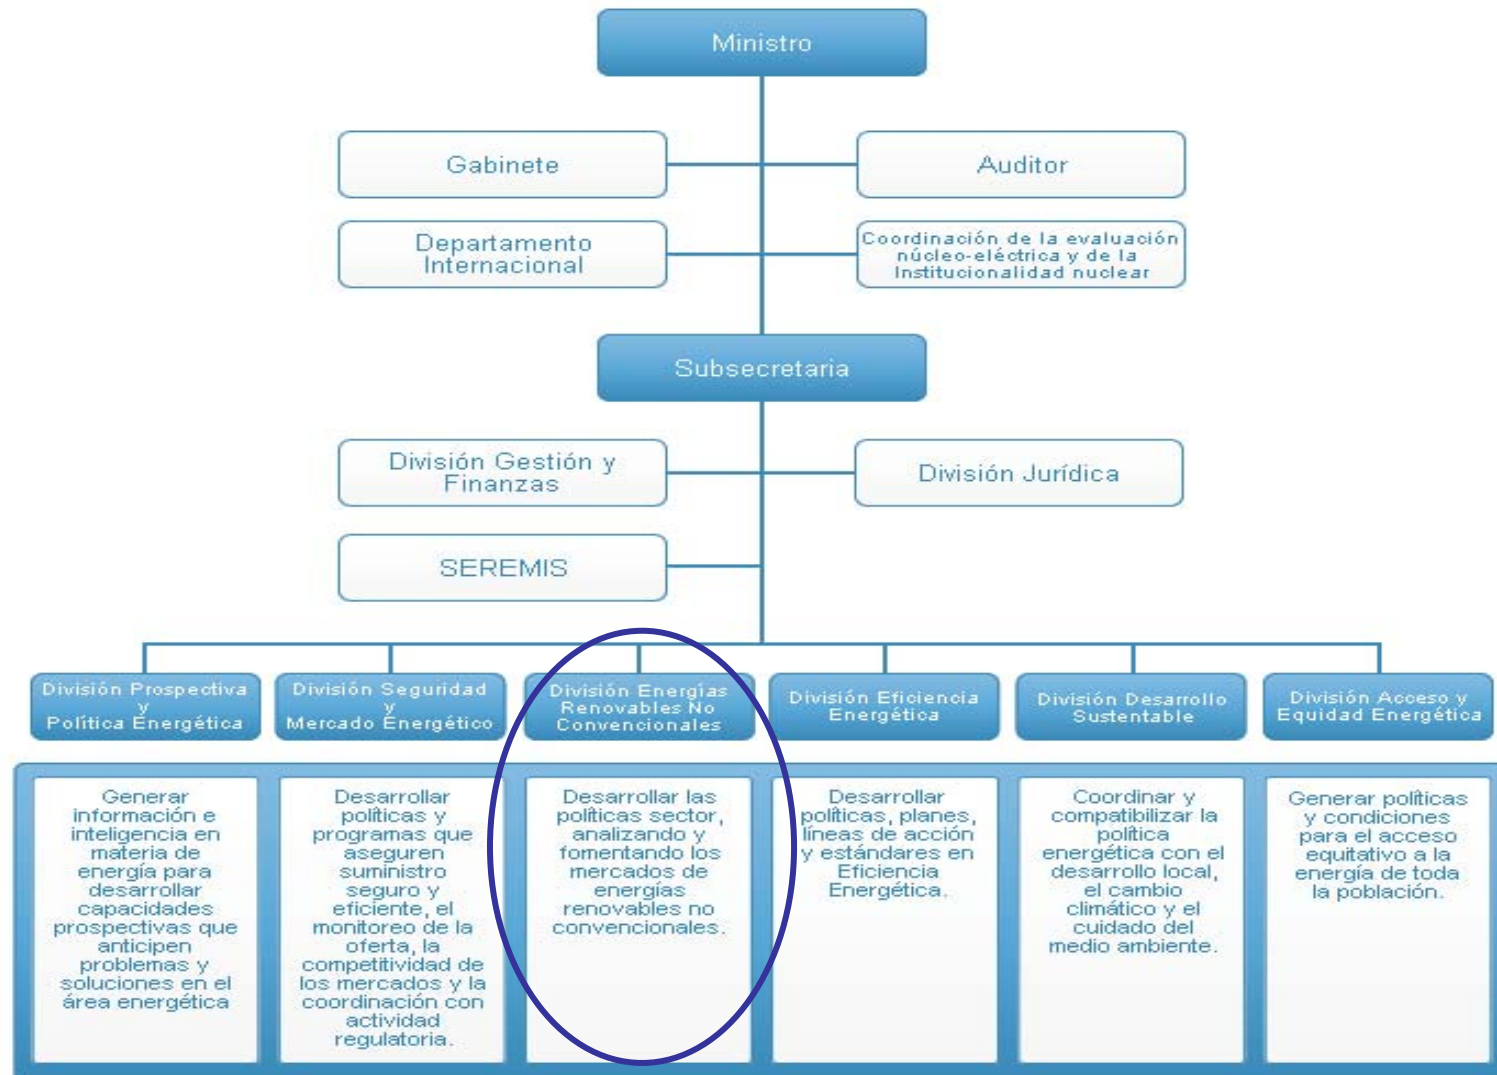 Ministro
Gabinete
Auditor
Departamento
Internacional
Coordinación de la evaluación
núcleo-eléctrica y de la
Institucionalidad nuclear
Subsecretaria
División Gestión y
Finanzas
División Jurídica
SEREMIS
División Prospectiva
y
Política Energética
División Seguridad
y
Mercado Energético
División Energías
Renovables No
Convencionales
División Eficiencia
Energética
División Desarrollo
Sustentable
División Acceso y
Equidad Energética
Generar
información e
inteligencia en
materia de
energía para
desarrollar
capacidades
prospectivas que
anticipen
problemas y
soluciones en el
área energética
Desarrollar
políticas y
programas que
aseguren
suministro
seguro y
eficiente, el
monitoreo de la
oferta, la
competitividad de
los mercados y la
coordinación con
actividad
regulatoria.
Desarrollar las
políticas sector,
analizando y
fomentando los
mercados de
energías
renovables no
convencionales.
Desarrollar
políticas, planes,
líneas de acción
y estándares en
Eficiencia
Energética.
Coordinar y
compatibilizar la
política
energética con el
desarrollo local,
el cambio
climático y el
cuidado del
medio ambiente.
Generar políticas
y condiciones
para el acceso
equitativo a la
energía de toda
la población.